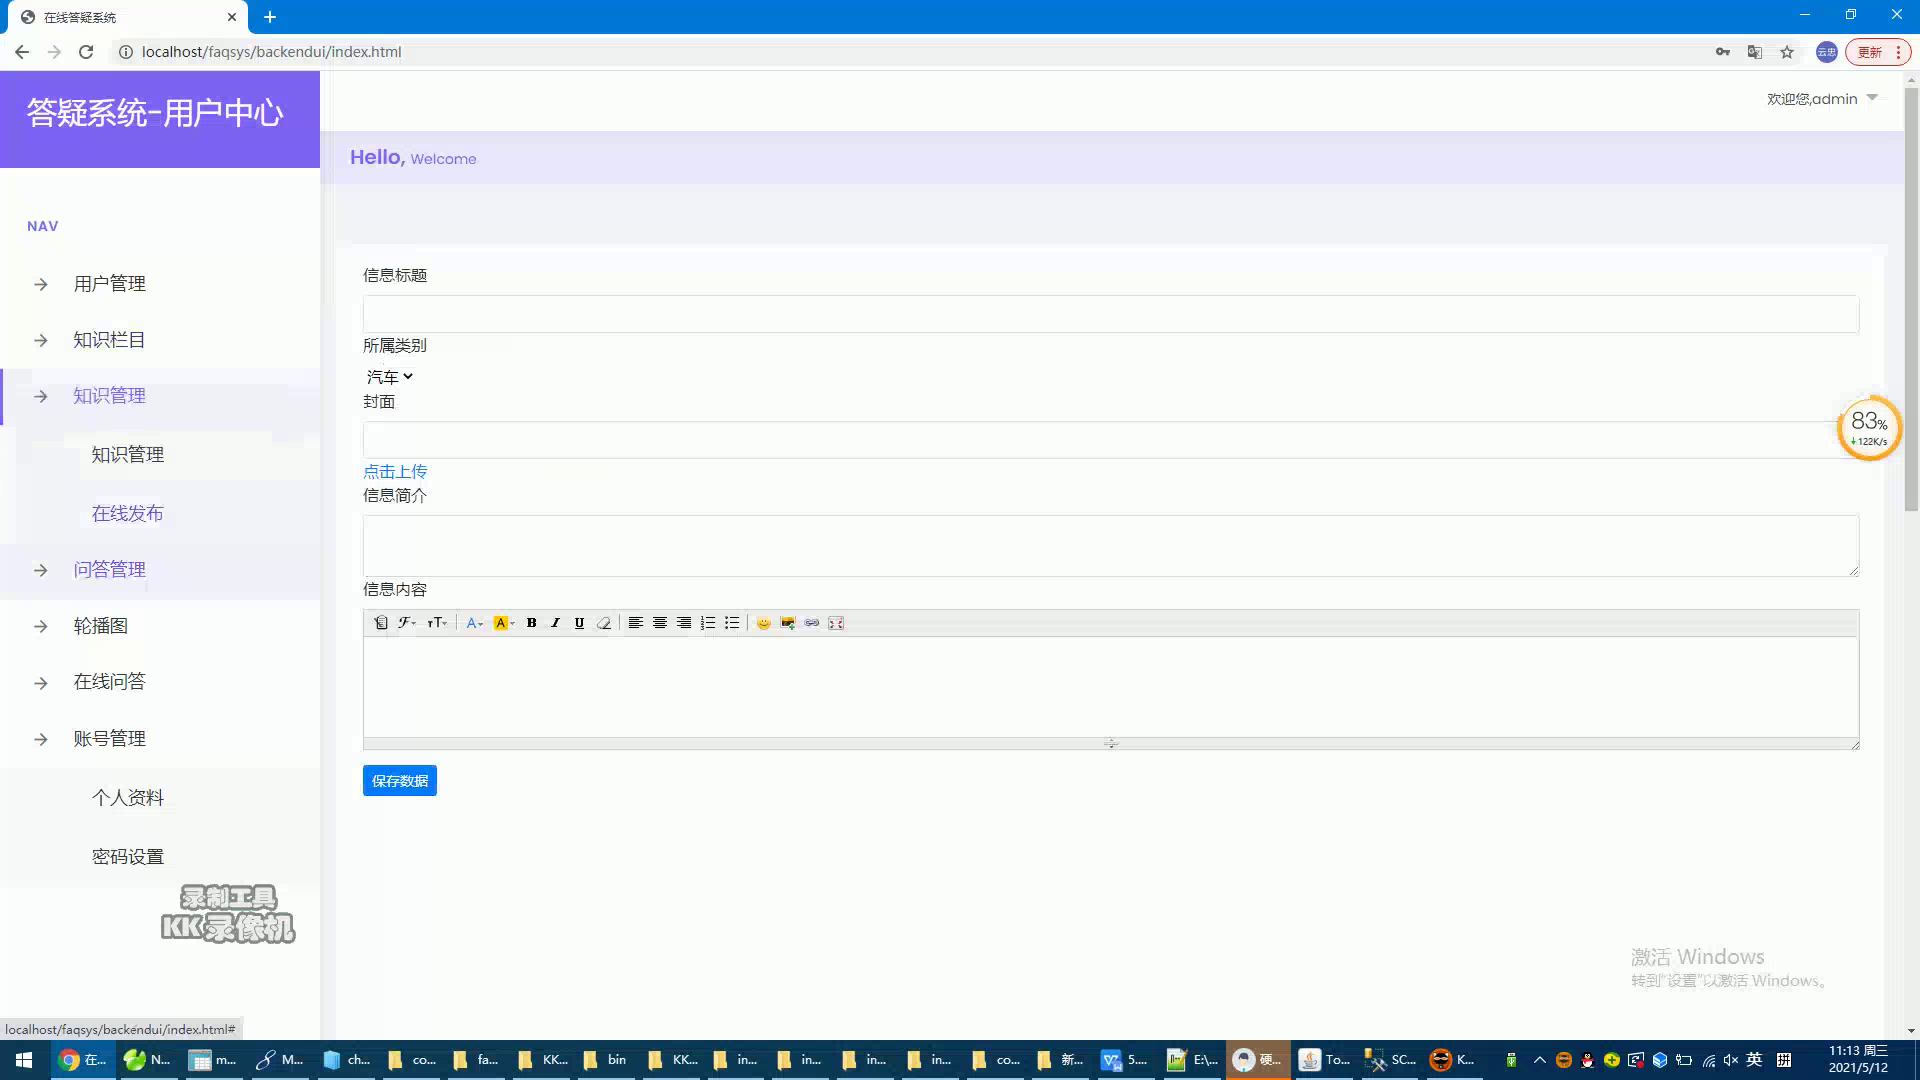 在线答疑系统
localhost/faqsys/backendui/index.html
云忠
更新
答疑系统-用户中心
欢迎您,admin
Hello, Welcome
NAV
用户管理
知识栏目
知识管理
知识管理
在线发布
问答管理
轮播图
在线问答
账号管理
个人资料
密码设置
信息标题
所属类别
汽车
封面
点击上传
信息简介
信息内容
保存数据
83%
122K/s
录制工具
KK录像机
激活 Windows
转到"设置"以激活 Windows。
localhost/faqsys/backendui/index.html#
在...
N...
m...
M...
ch...
co...
fa...
KK...
bin
KK...
in...
in...
in...
in...
co...
新...
5....
E:\...
硬...
To...
SC...
K...
英
拼
11:13 周三
2021/5/12